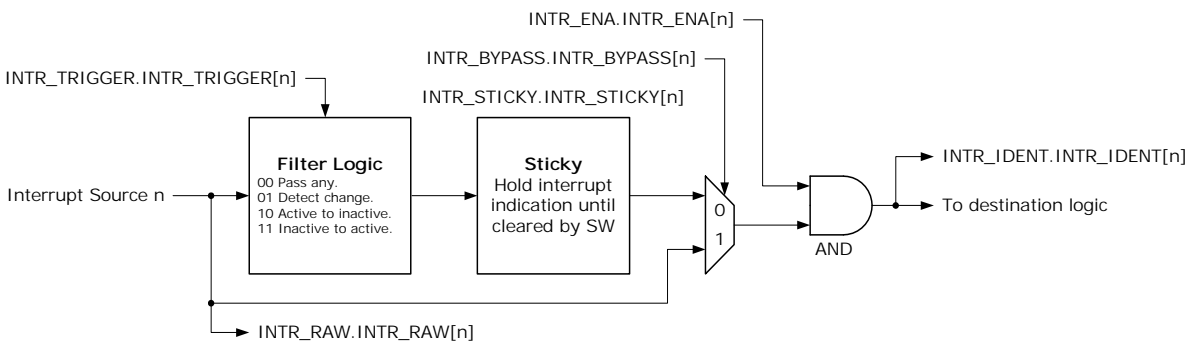 INTR_ENA.INTR_ENA[n]
INTR_BYPASS.INTR_BYPASS[n]
INTR_TRIGGER.INTR_TRIGGER[n]
INTR_STICKY.INTR_STICKY[n]
Filter Logic
00 Pass any.
01 Detect change.
10 Active to inactive.
11 Inactive to active.
Sticky
Hold interrupt
indication until
cleared by SW
INTR_IDENT.INTR_IDENT[n]
Interrupt Source n
0
1
To destination logic
AND
INTR_RAW.INTR_RAW[n]